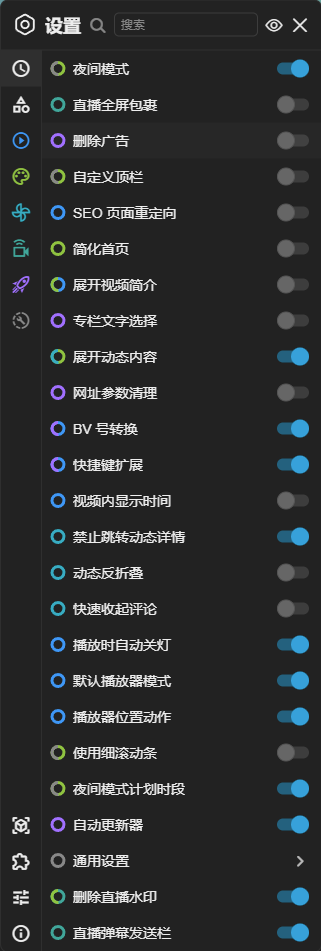 设置
搜索
夜间模式
直播全屏包裹
删除广告
自定义顶栏
SEO 页面重定向
简化首页
展开视频简介
专栏文字选择
展开动态内容
网址参数清理
BV 号转换
快捷键扩展
视频内显示时间
禁止跳转动态详情
动态反折叠
快速收起评论
播放时自动关灯
默认播放器模式
播放器位置动作
使用细滚动条
夜间模式计划时段
自动更新器
通用设置
删除直播水印
直播弹幕发送栏